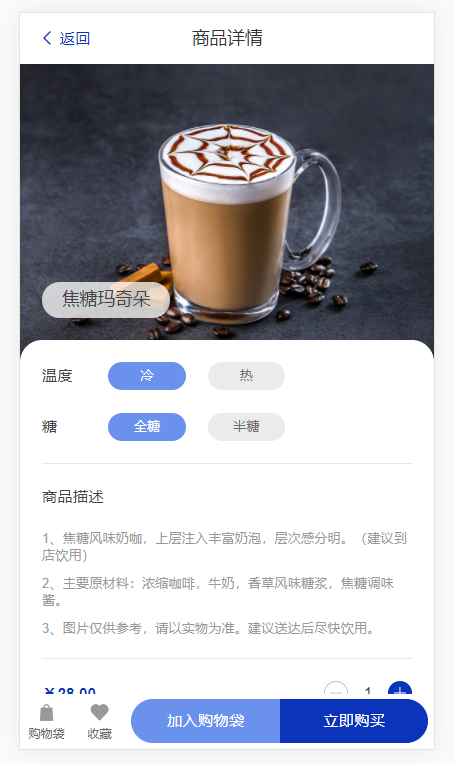 返回 商品详情
焦糖玛奇朵
温度 冷 热
糖 全糖 半糖
商品描述
1、焦糖风味奶咖，上层注入丰富奶泡，层次感分明。（建议到
店饮用）
2、主要原材料：浓缩咖啡，牛奶，香草风味糖浆，焦糖调味
酱。
3、图片仅供参考，请以实物为准。建议送达后尽快饮用。
¥28.00 1
购物袋 收藏 加入购物袋 立即购买